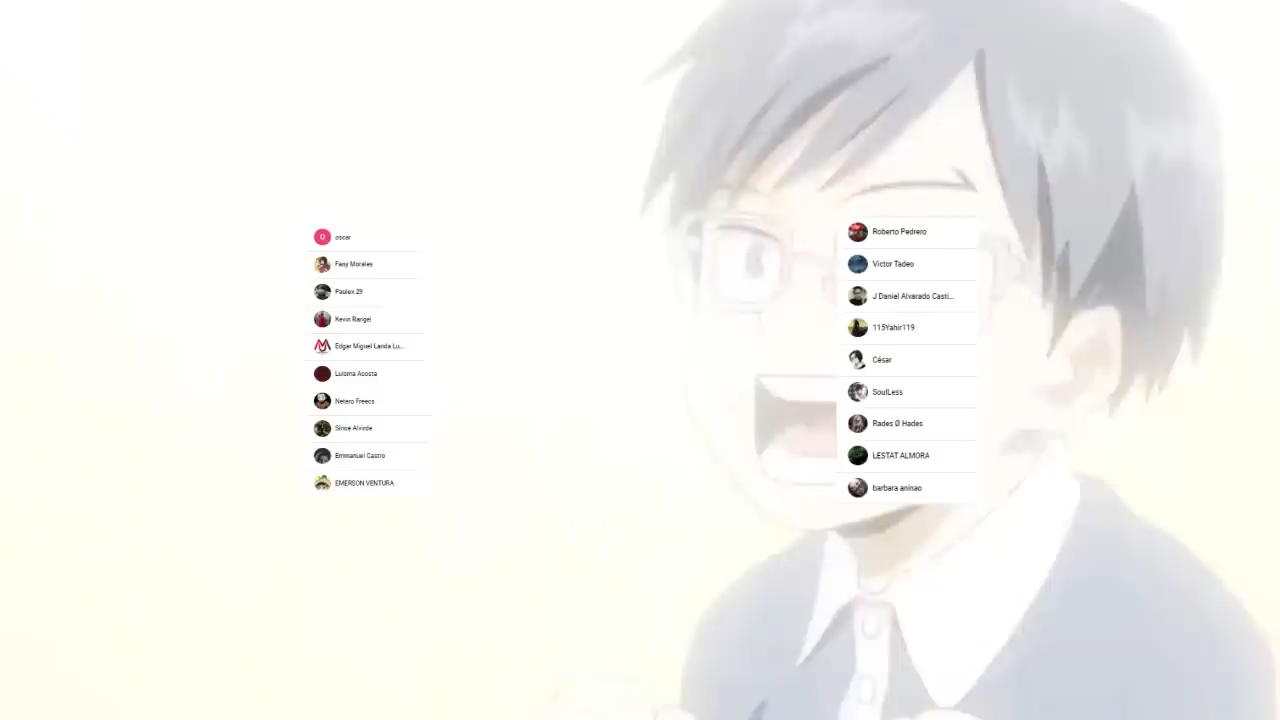 O oscar
Fany Morales
Paulex 29
Kevin Rangel
Edgar Miguel Landa Lu...
Luisma Acosta
Netero Freecs
Sinoe Alvirde
Emmanuel Castro
EMERSON VENTURA
Roberto Pedrero
Victor Tadeo
J Daniel Alvarado Casti...
115Yahir119
César
SoulLess
Rades Ø Hades
LESTAT ALMORA
barbara aninao